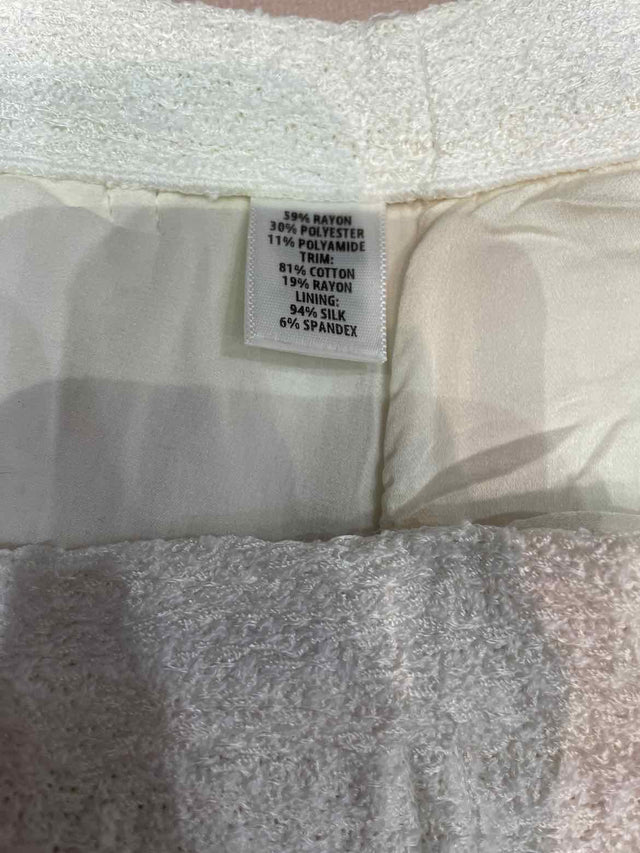 59% RAYON
30% POLYESTER
11% POLYAMIDE
TRIM:
81% COTTON
19% RAYON
LINING:
94% SILK
6% SPANDEX